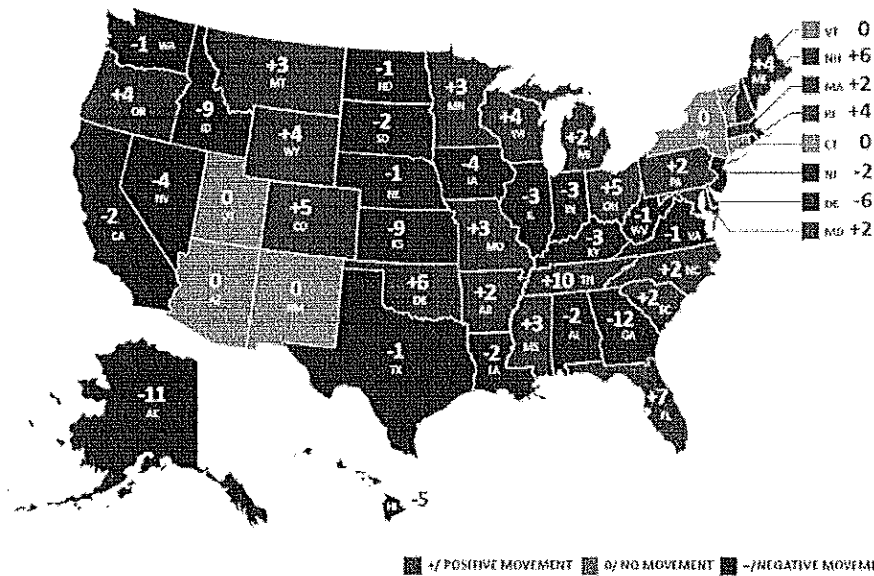 VT 0
NH +6
MA +2
RI +4
CT 0
NJ -2
DE -6
MD +2
-1 WA
+4
OR
-2
CA
-4
NV
-9
ID
+3
MT
+4
WY
0
UT
+5
CO
0
AZ
0
NM
-1
ND
-2
SD
-1
NE
-9
KS
+6
-1
TX
+3
MN
-4
IA
+3
MO
+2
AR
-2
LA
+4
WI
-3
IL
+2
MI
-3
IN
+5
OH
-3
KY
+10 TN
+3
MS
-2
AL
-12
GA
+7
FL
+2
SC
+2 NC
-1 VA
-1
WV
+2
PA
0
NY
+4
ME
-11
AK
-5
+/ POSITIVE MOVEMENT 0/ NO MOVEMENT -/NEGATIVE MOVEME